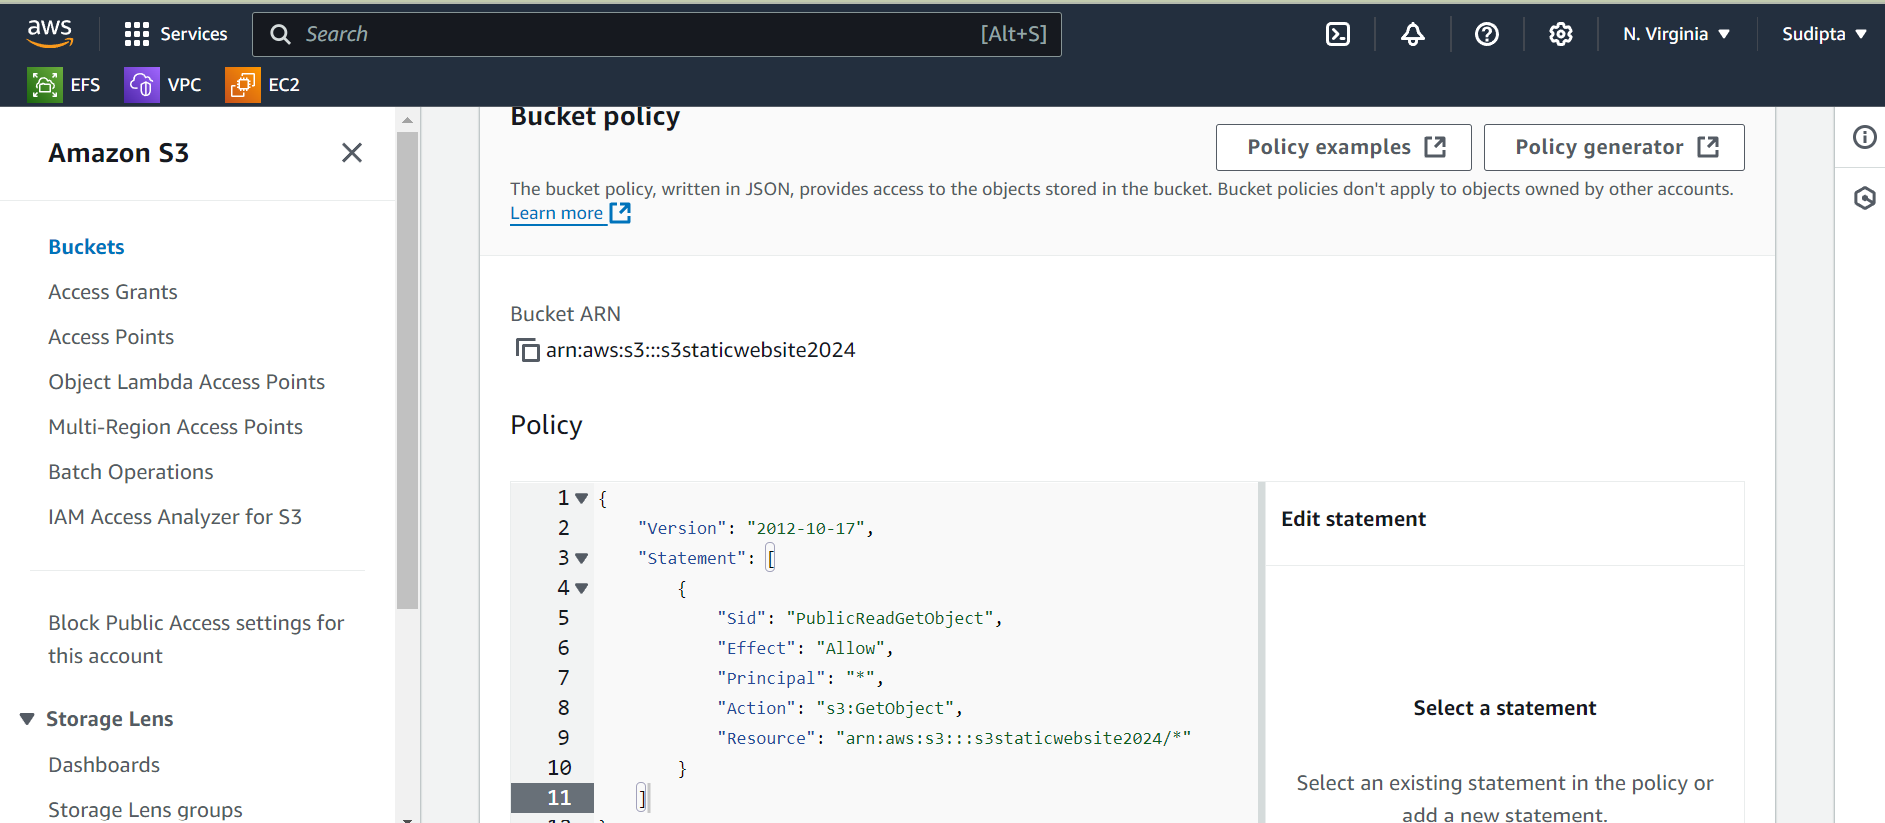 aws
Services
Search
[Alt+S]
N. Virginia
Sudipta
EFS
VPC
EC2
Amazon S3
Buckets
Access Grants
Access Points
Object Lambda Access Points
Multi-Region Access Points
Batch Operations
IAM Access Analyzer for S3
Block Public Access settings for
this account
Storage Lens
Dashboards
Storage Lens groups
Bucket policy
Policy examples
Policy generator
The bucket policy, written in JSON, provides access to the objects stored in the bucket. Bucket policies don't apply to objects owned by other accounts.
Learn more
Bucket ARN
arn:aws:s3:::s3staticwebsite2024
Policy
1 {
2 "Version": "2012-10-17",
3 "Statement": [
4 {
5 "Sid": "PublicReadGetObject",
6 "Effect": "Allow",
7 "Principal": "*",
8 "Action": "s3:GetObject",
9 "Resource": "arn:aws:s3:::s3staticwebsite2024/*"
10 }
11 ]
Edit statement
Select a statement
Select an existing statement in the policy or
add a new statement.